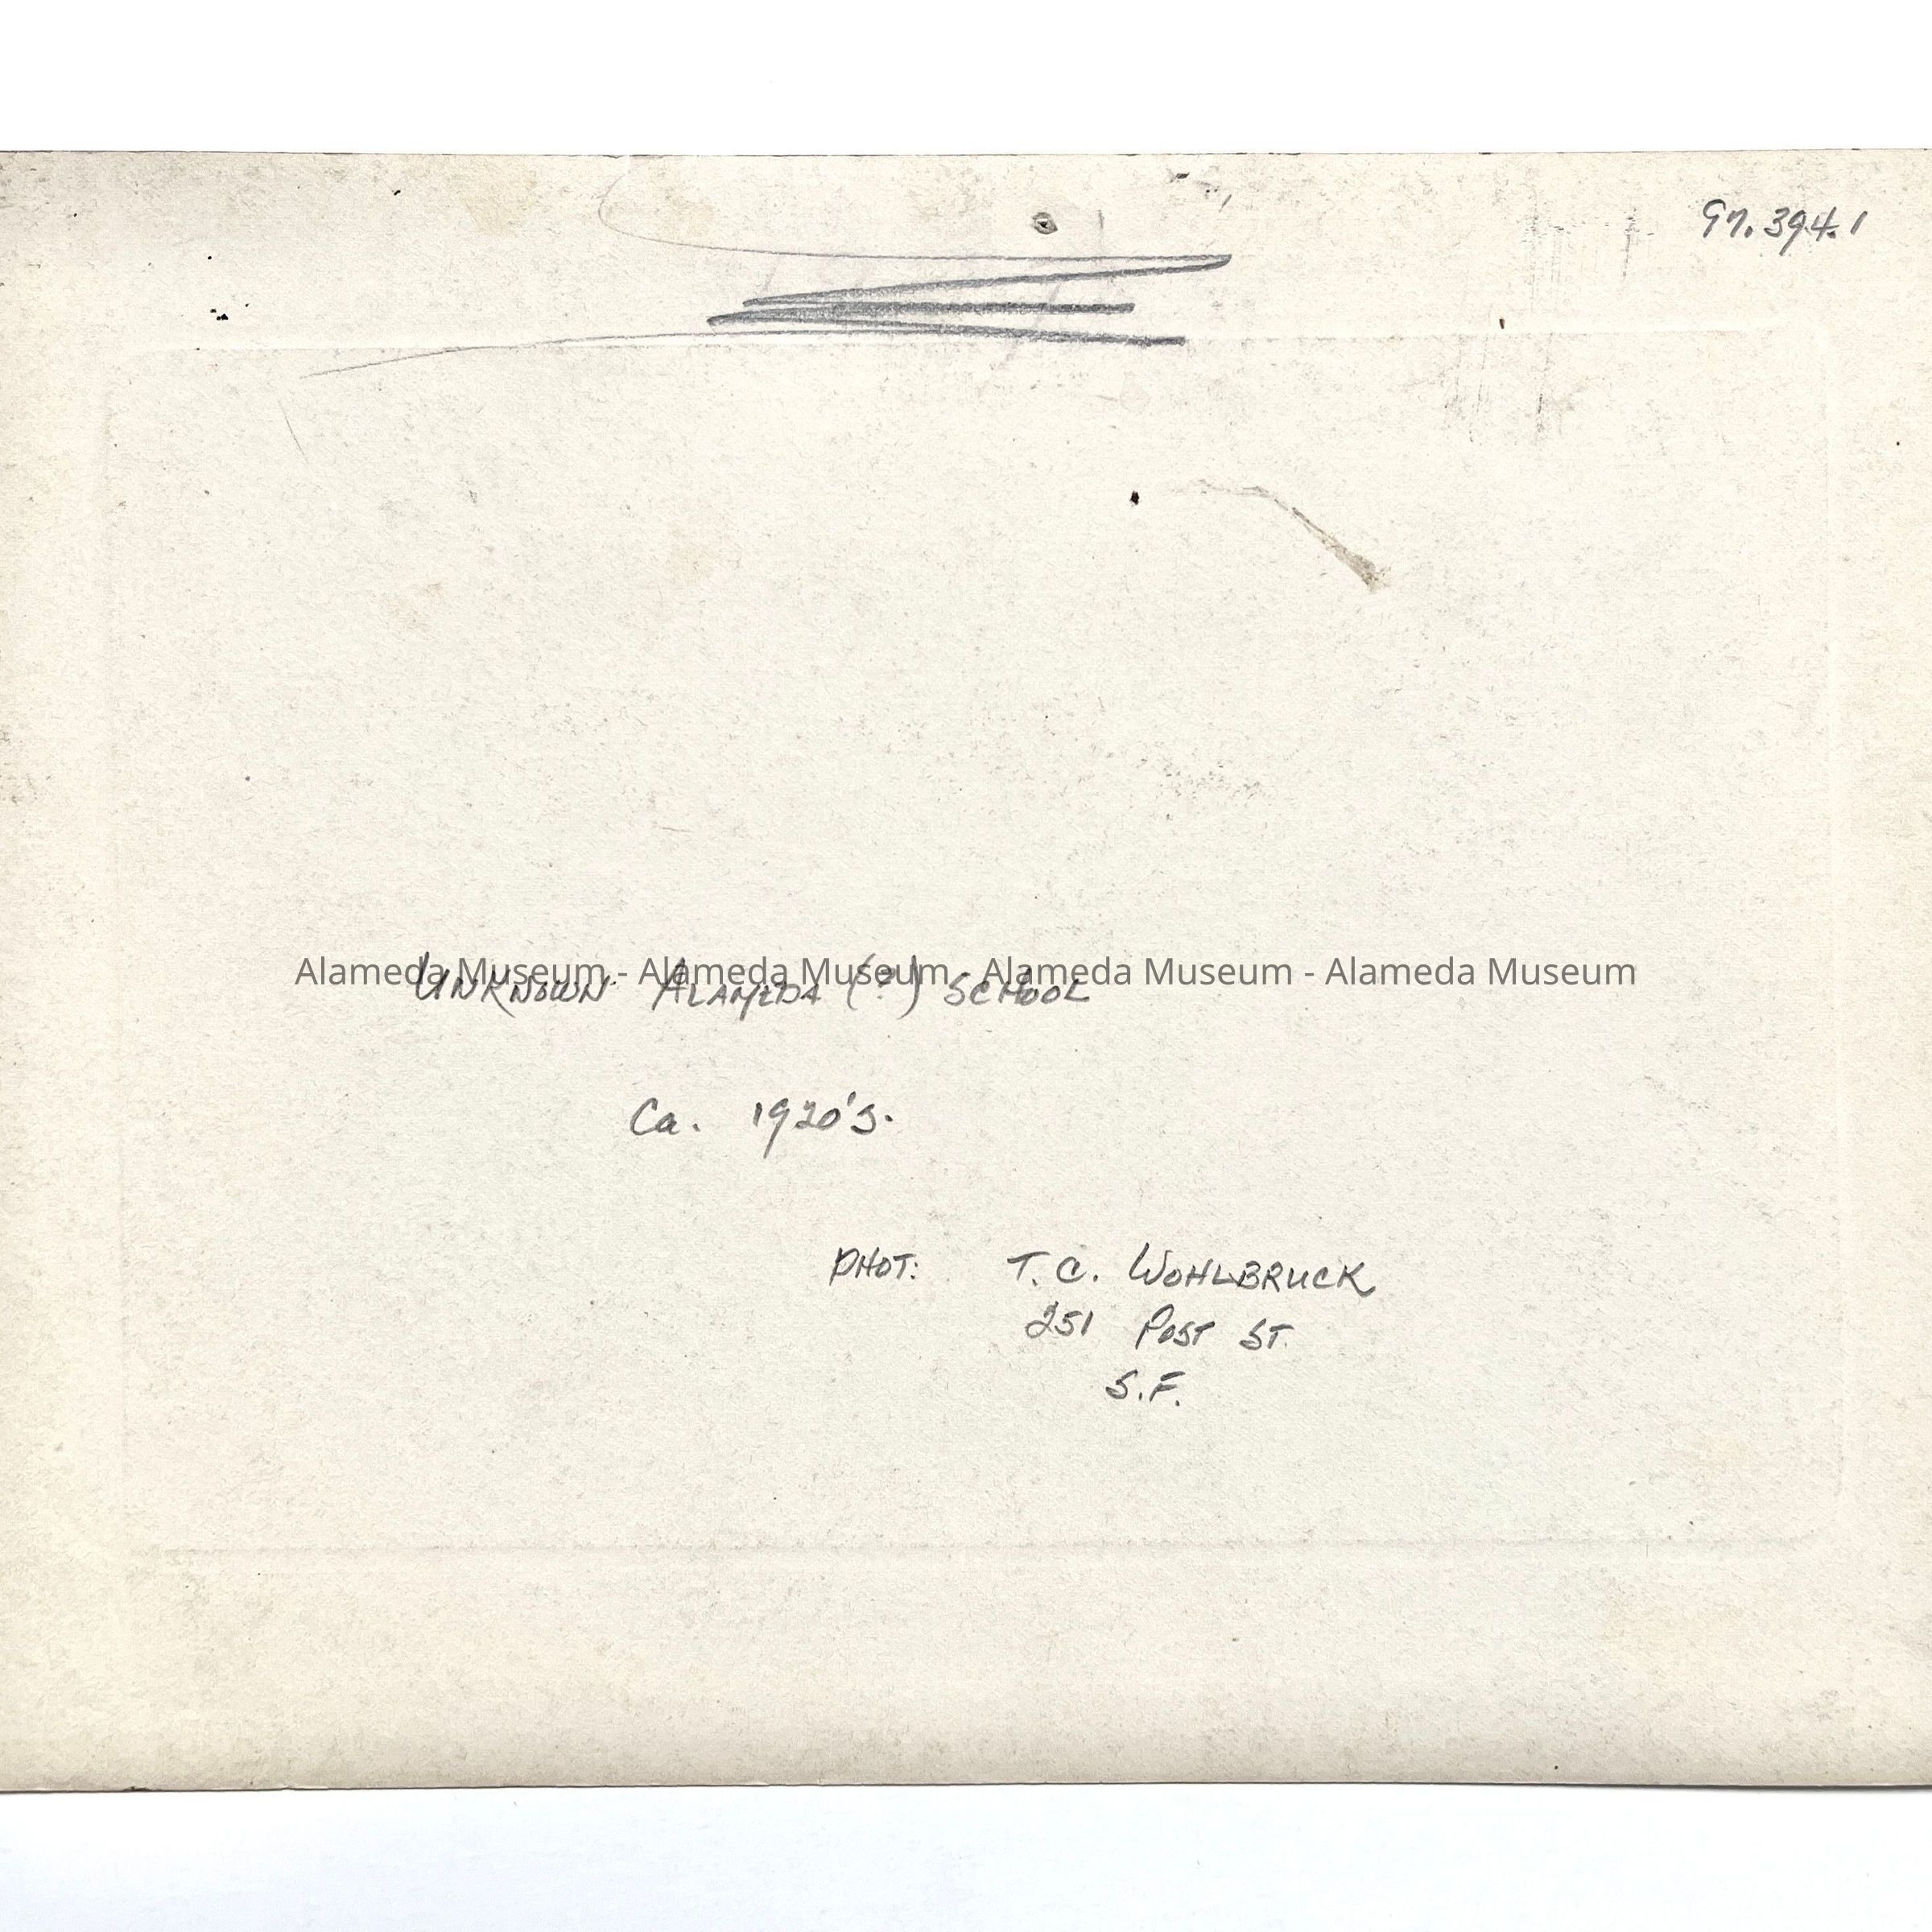 97.394.1
Alameda Museum - Alameda Museum - Alameda Museum - Alameda Museum
UNKNOWN ALAMEDA (?) SCHOOL
Ca. 1920's.
PHOT: T. C. WOHLBRUCK
251 POST ST.
S.F.